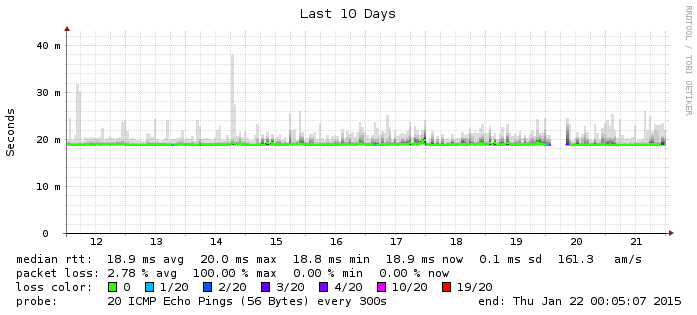 Last 10 Days
RRDTOOL / TOBI OETIKER
Seconds
40 m
30 m
20 m
10 m
0
12 13 14 15 16 17 18 19 20 21
median rtt: 18.9 ms avg 20.0 ms max 18.8 ms min 18.9 ms now 0.1 ms sd 161.3 am/s
packet loss: 2.78 % avg 100.00 % max 0.00 % min 0.00 % now
loss color: 0 1/20 2/20 3/20 4/20 10/20 19/20
probe: 20 ICMP Echo Pings (56 Bytes) every 300s end: Thu Jan 22 00:05:07 2015